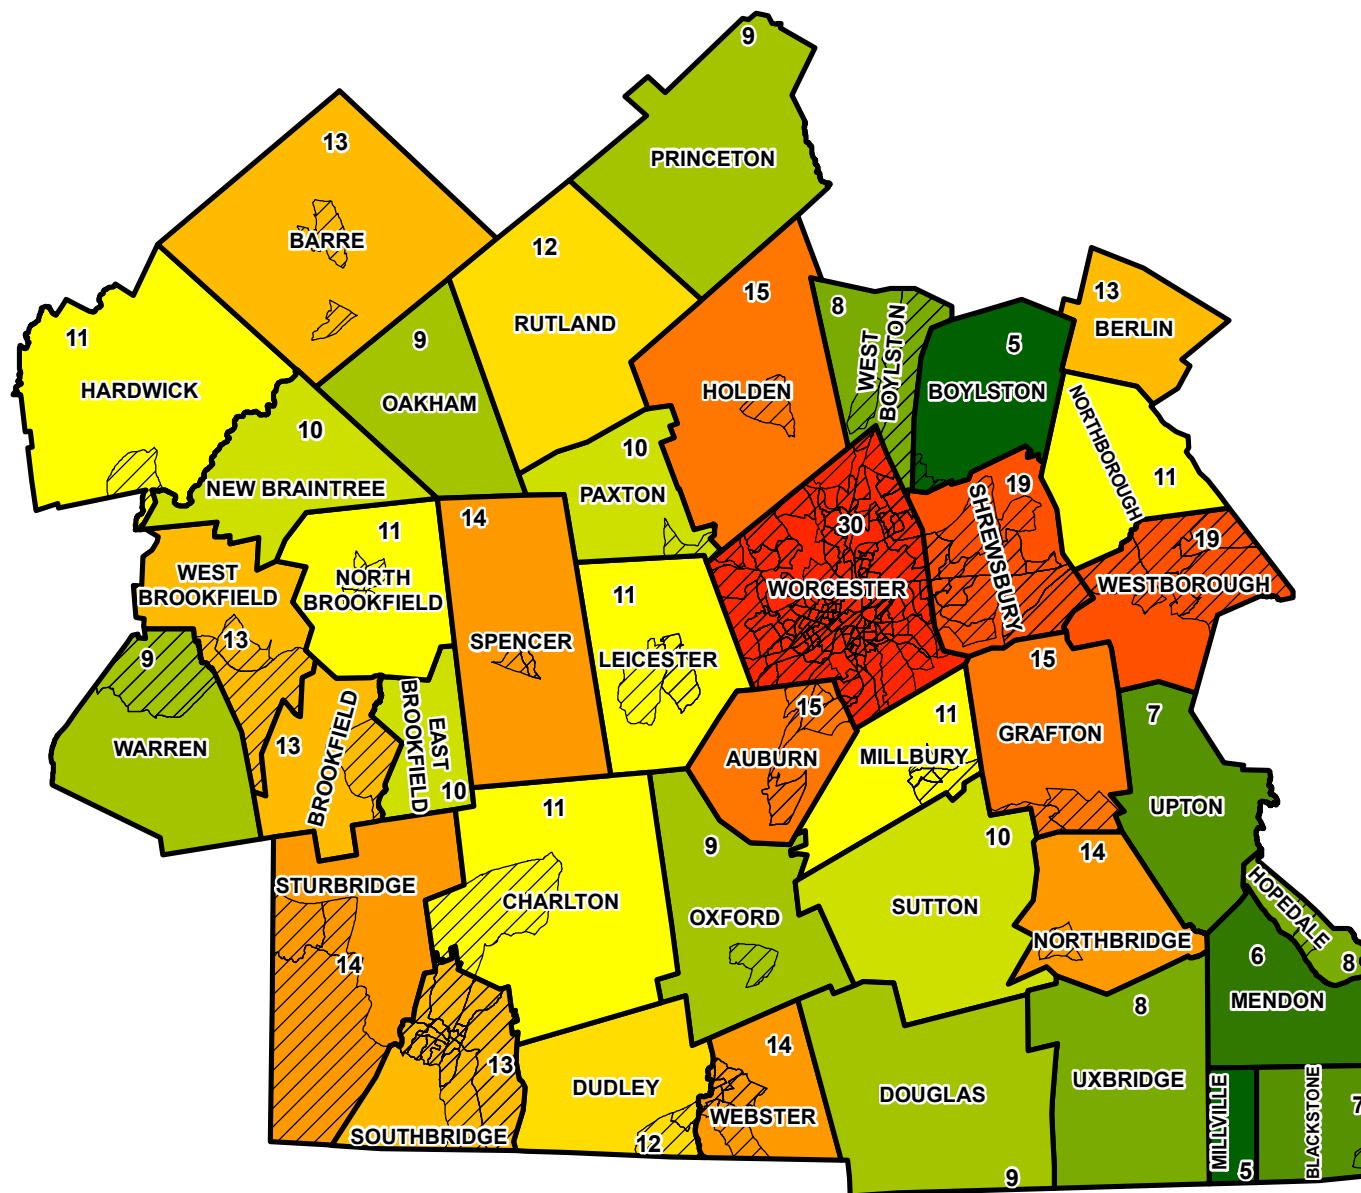 9
PRINCETON
13
BARRE
12
RUTLAND
15
HOLDEN
8
WEST
BOYLSTON
5
BOYLSTON
13
BERLIN
11
HARDWICK
9
OAKHAM
10
NEW BRAINTREE
10
PAXTON
NORTHBOROUGH
11
14
SPENCER
11
NORTH
BROOKFIELD
30
WORCESTER
19
SHREWSBURY
19
WESTBOROUGH
WEST
BROOKFIELD
13
11
LEICESTER
9
WARREN
13
BROOKFIELD
EAST
BROOKFIELD
10
15
AUBURN
11
MILLBURY
15
GRAFTON
7
UPTON
STURBRIDGE
14
11
CHARLTON
9
OXFORD
10
SUTTON
14
NORTHBRIDGE
HOPEDALE
8
6
MENDON
13
SOUTHBRIDGE
DUDLEY
12
14
WEBSTER
DOUGLAS
9
8
UXBRIDGE
MILLVILLE
5
BLACKSTONE
7